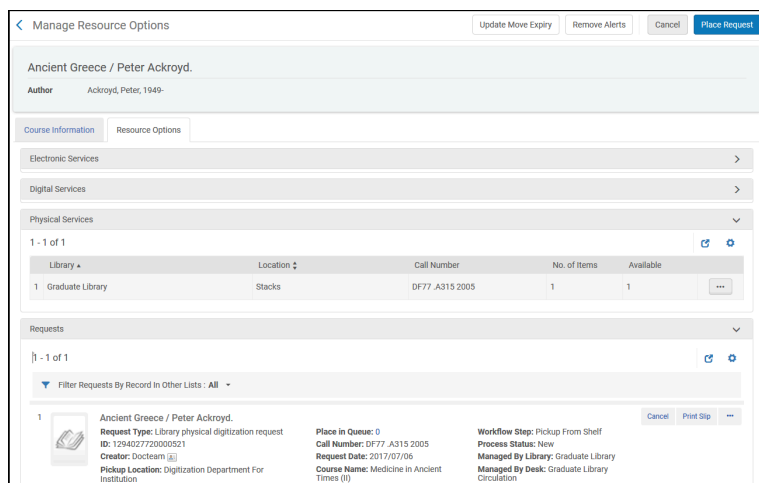 Manage Resource Options
Update Move Expiry Remove Alerts Cancel Place Request
Ancient Greece / Peter Ackroyd.
Author Ackroyd, Peter, 1949-
Course Information Resource Options
Electronic Services
Digital Services
Physical Services
1 - 1 of 1
Library Location Call Number No. of Items Available
1 Graduate Library Stacks DF77 .A315 2005 1 1
Requests
1 - 1 of 1
Filter Requests By Record In Other Lists : All
1 Ancient Greece / Peter Ackroyd. Cancel Print Slip
Request Type: Library physical digitization request Place in Queue: 0 Workflow Step: Pickup From Shelf
ID: 1294027720000521 Call Number: DF77 .A315 2005 Process Status: New
Creator: Docteam Request Date: 2017/07/06 Managed By Library: Graduate Library
Pickup Location: Digitization Department For Course Name: Medicine in Ancient Managed By Desk: Graduate Library
Institution Times (II) Circulation